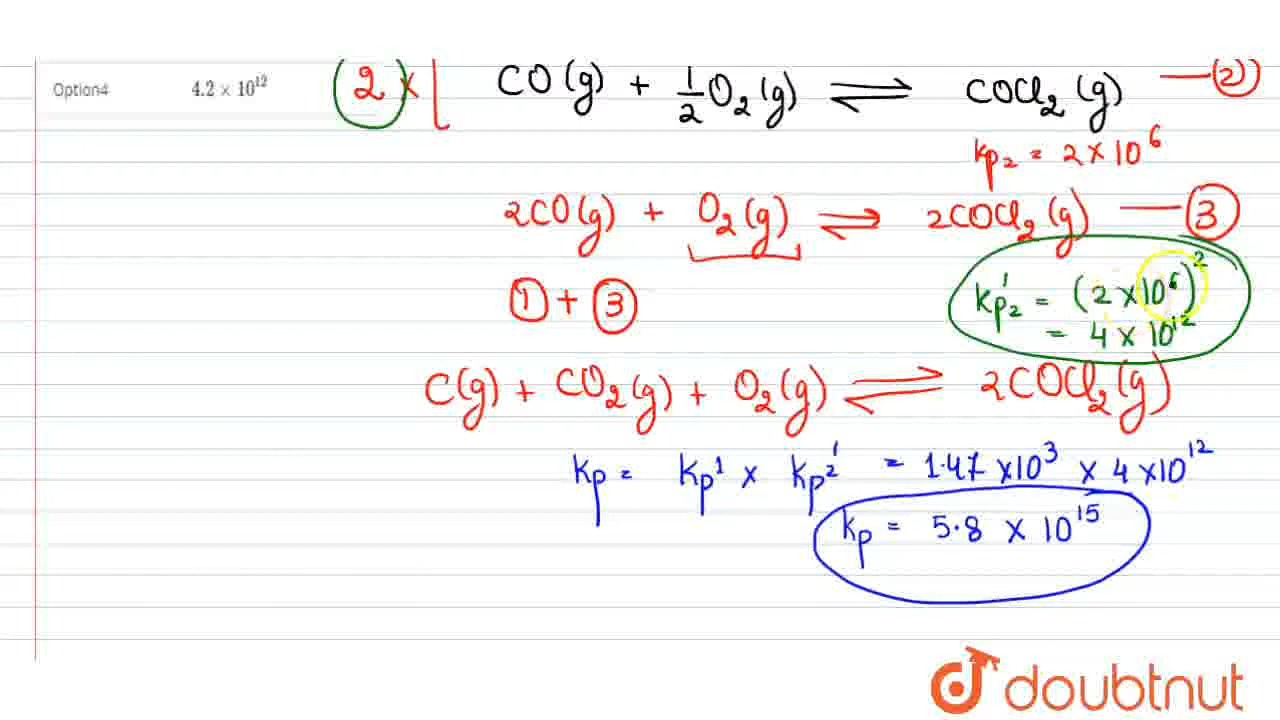 Option4 4.2 × 10¹²
2 × [ CO(g) + 1/2 O₂(g) ⇌ COCl₂(g) —(2)
Kp₂ = 2 × 10⁶
2CO(g) + O₂(g) ⇌ 2COCl₂(g) — 3
Kp₂' = (2 × 10⁶)²
= 4 × 10¹²
1 + 3
C(g) + CO₂(g) + O₂(g) ⇌ 2COCl₂(g)
Kp = Kp¹ × Kp₂' = 1.47 × 10³ × 4 × 10¹²
Kp = 5.8 × 10¹⁵
doubtnut